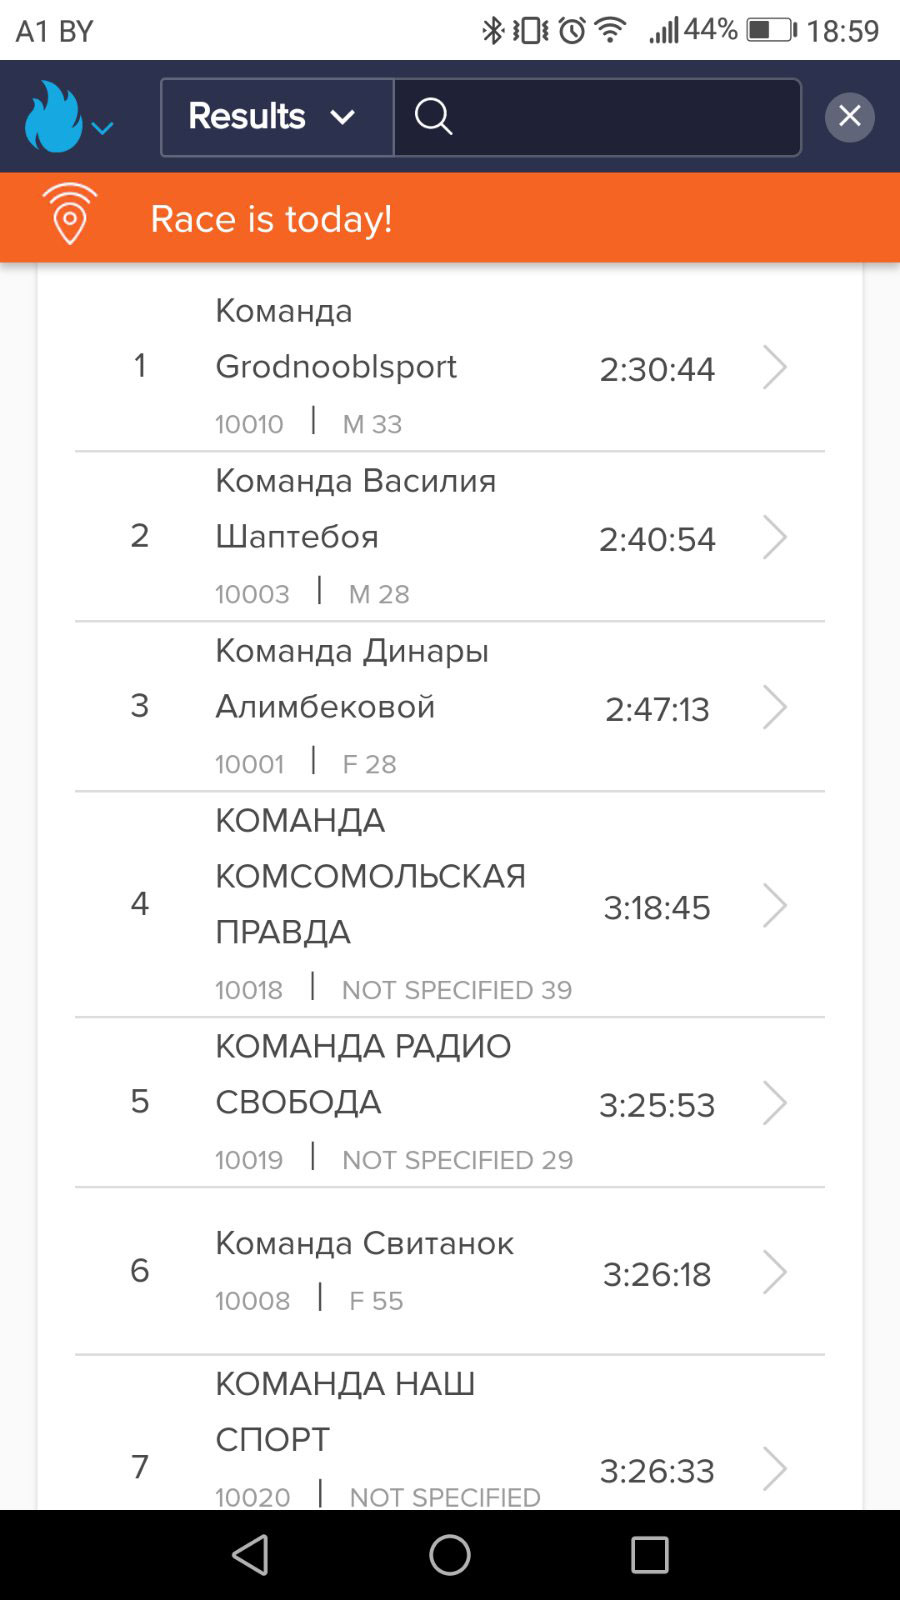 A1 BY 44% 18:59
Results
Race is today!
Команда
1 Grodnooblsport 2:30:44
10010 | M 33
Команда Василия
2 Шаптебоя 2:40:54
10003 | M 28
Команда Динары
3 Алимбековой 2:47:13
10001 | F 28
КОМАНДА
4 КОМСОМОЛЬСКАЯ 3:18:45
ПРАВДА
10018 | NOT SPECIFIED 39
КОМАНДА РАДИО
5 СВОБОДА 3:25:53
10019 | NOT SPECIFIED 29
Команда Свитанок
6 3:26:18
10008 | F 55
КОМАНДА НАШ
СПОРТ
7 3:26:33
10020 | NOT SPECIFIED